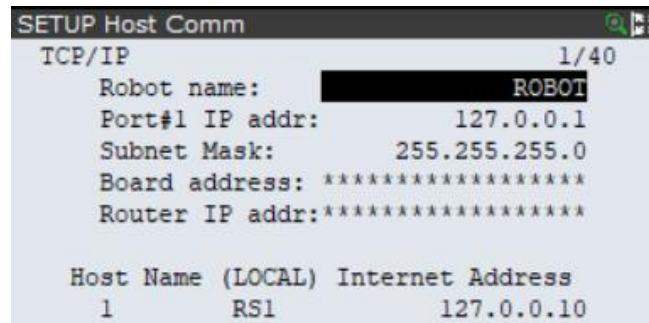 SETUP Host Comm
TCP/IP 1/40
Robot name: ROBOT
Port#1 IP addr: 127.0.0.1
Subnet Mask: 255.255.255.0
Board address: ******************
Router IP addr:******************
Host Name (LOCAL) Internet Address
1 RS1 127.0.0.10